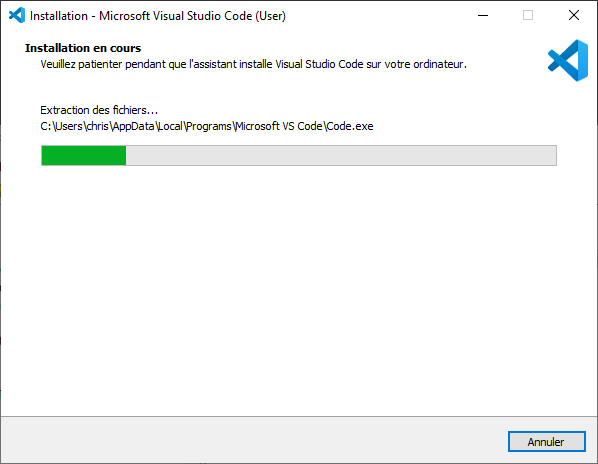 Installation - Microsoft Visual Studio Code (User)
Installation en cours
Veuillez patienter pendant que l'assistant installe Visual Studio Code sur votre ordinateur.
Extraction des fichiers...
C:\Users\chris\AppData\Local\Programs\Microsoft VS Code\Code.exe
Annuler